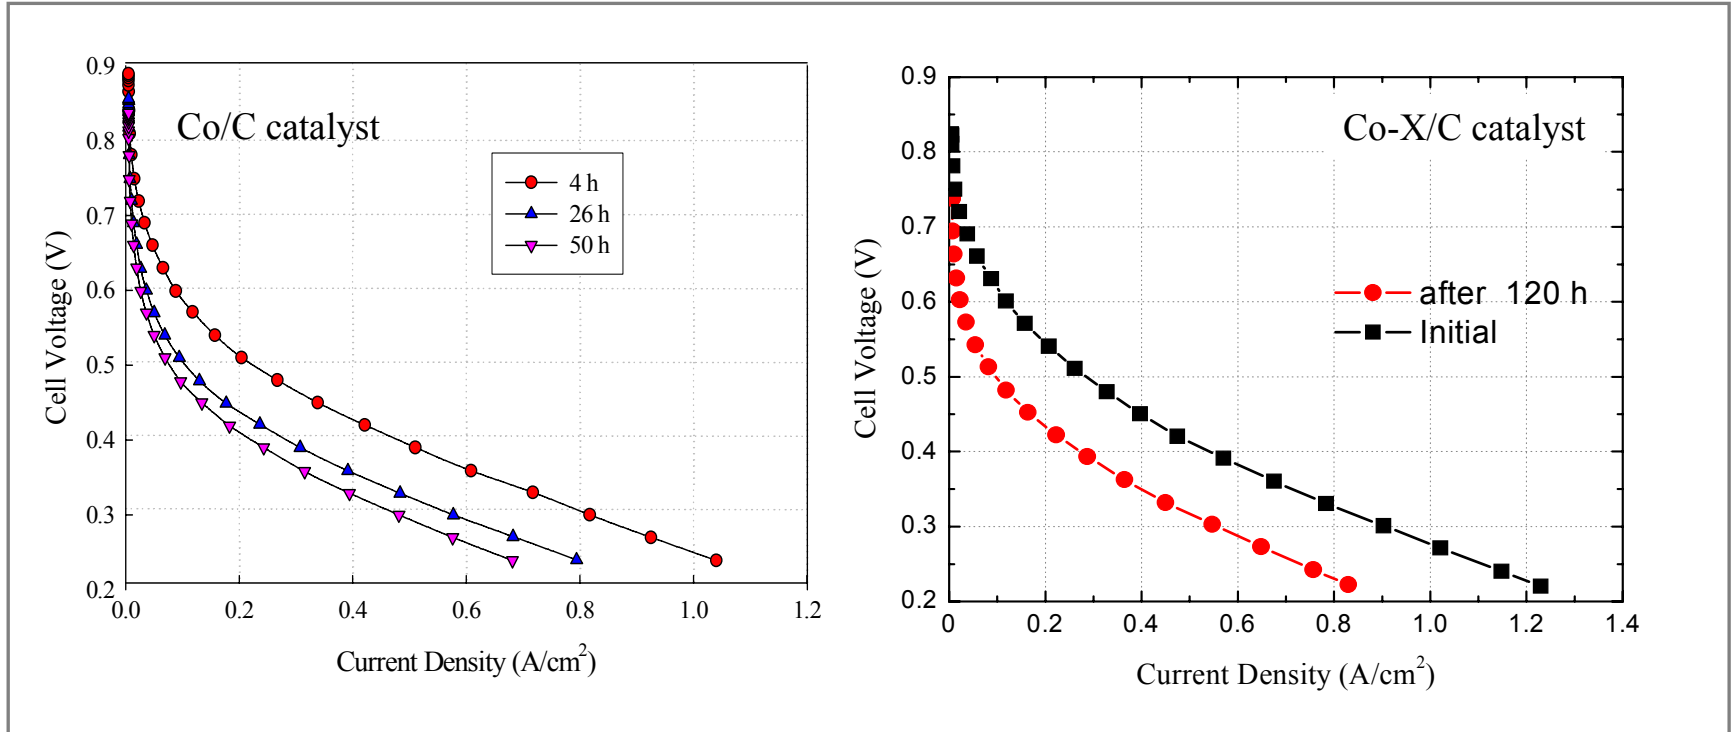 Co/C catalyst
4 h
26 h
50 h
Cell Voltage (V)
0.9
0.8
0.7
0.6
0.5
0.4
0.3
0.2
0.0 0.2 0.4 0.6 0.8 1.0 1.2
Current Density (A/cm²)
Co-X/C catalyst
after 120 h
Initial
Cell Voltage (V)
0.9
0.8
0.7
0.6
0.5
0.4
0.3
0.2
0 0.2 0.4 0.6 0.8 1.0 1.2 1.4
Current Density (A/cm²)